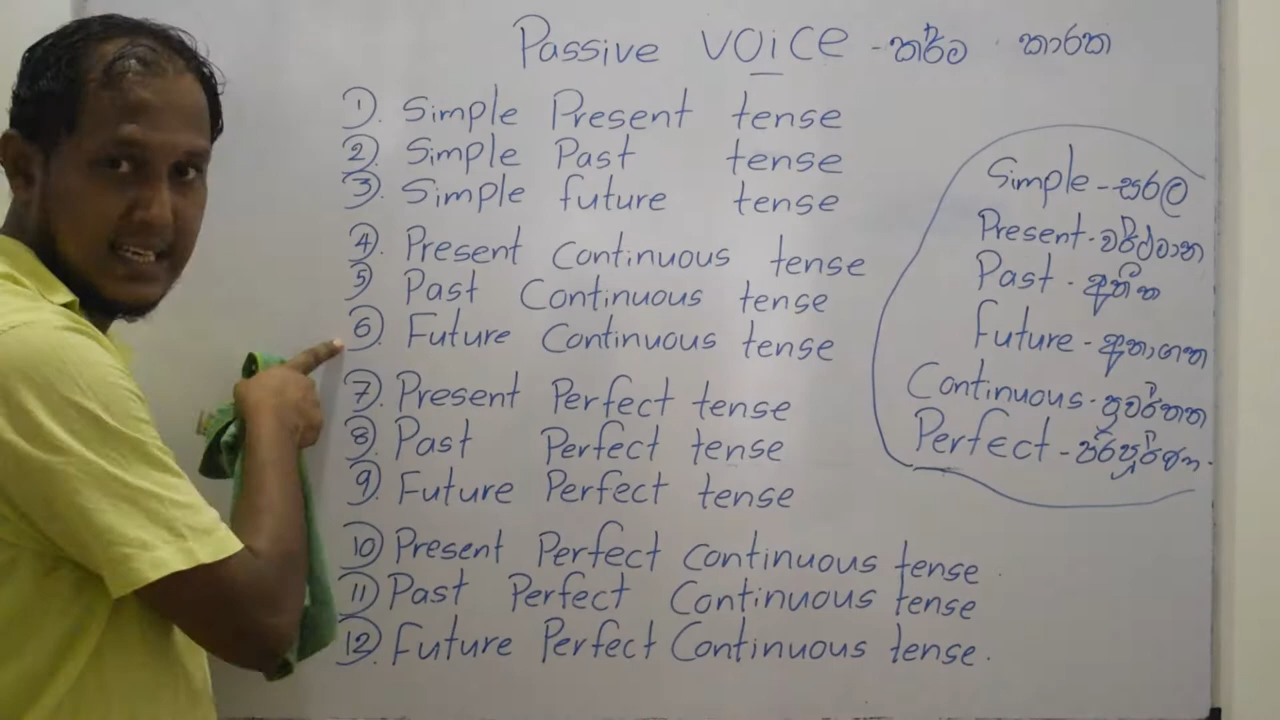 Passive VOiCE - කර්ම කාරක
1). Simple Present tense
2). Simple Past tense
3). Simple future tense
4). Present Continuous tense
5) Past Continuous tense
6). Future Continuous tense
7). Present Perfect tense
8). Past Perfect tense
9). Future Perfect tense
10) Present Perfect Continuous tense
11) Past Perfect Continuous tense
12). Future Perfect Continuous tense.
Simple - සරල
Present - වර්ථමාන
Past - අතීත
Future - අනාගත
Continuous - ප්‍රවර්තන
Perfect -